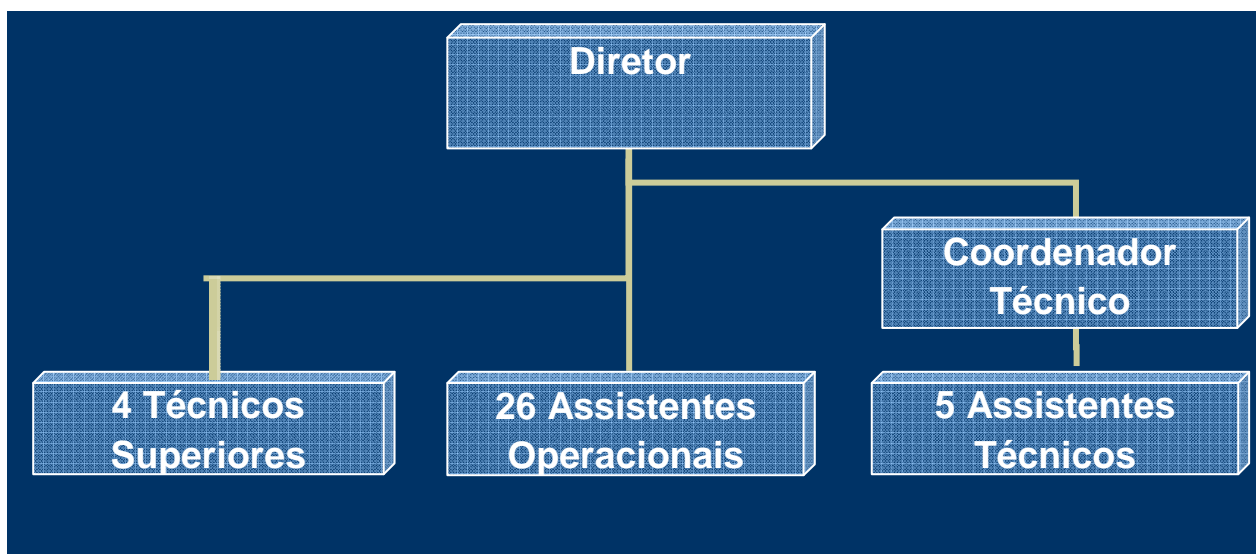 Diretor
Coordenador
Técnico
4 Técnicos
Superiores
26 Assistentes
Operacionais
5 Assistentes
Técnicos